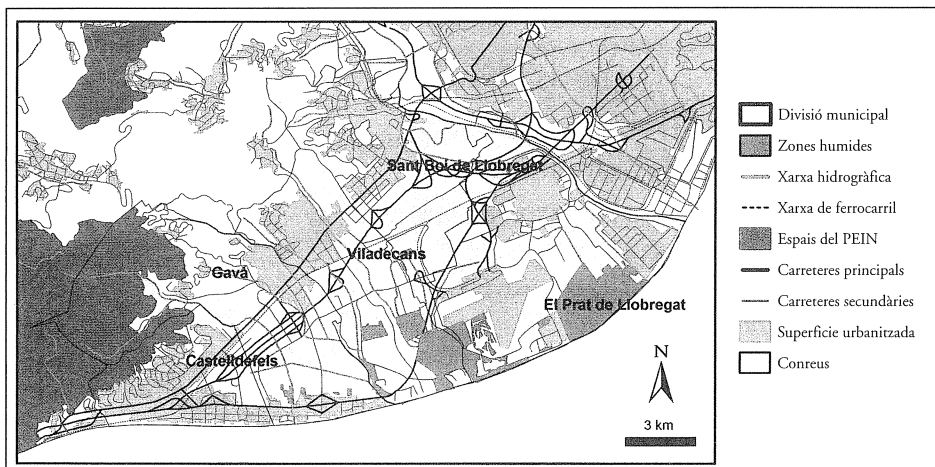 Sant Boi de Llobregat
Viladecans
Gavà
El Prat de Llobregat
Castelldefels
N
3 km
Divisió municipal
Zones humides
Xarxa hidrogràfica
Xarxa de ferrocarril
Espais del PEIN
Carreteres principals
Carreteres secundàries
Superfície urbanitzada
Conreus